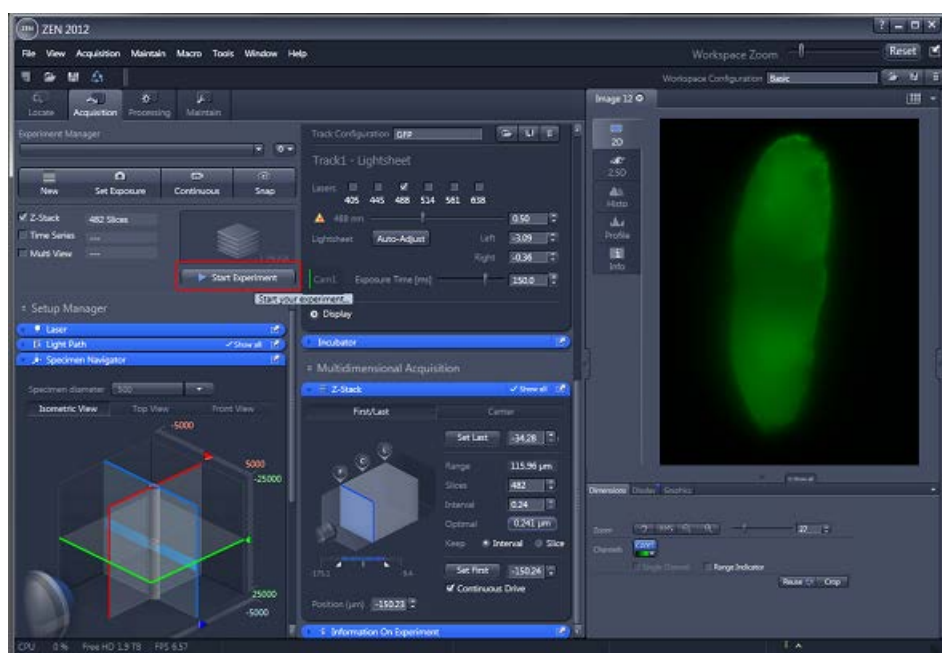 ZEN 2012
File View Acquisition Maintain Macro Tools Window Help
Workspace Zoom Reset
Workspace Configuration Basic
Locate Acquisition Processing Maintain
Experiment Manager
New Set Exposure Continuous Snap
Z-Stack 482 Slices
Time Series
Multi View
Start Experiment
Start your experiment...
Setup Manager
Laser
Light Path Show all
Specimen Navigator
Specimen diameter 500
Isometric View Top View Front View
-5000
5000
-25000
25000
-5000
Track Configuration GFP
Track1 - Lightsheet
Lasers
405 445 488 514 561 638
488 nm 0.50
Lightsheet Auto-Adjust Left -3.09
Right -0.36
Cam1 Exposure Time [ms] 150.0
Display
Incubator
Multidimensional Acquisition
Z-Stack Show all
First/Last Center
Set Last -34.28
Range 115.96 µm
Slices 482
Interval 0.24
Optimal 0.241 µm
Keep Interval Slice
Set First -150.24
Continuous Drive
Position (µm) -150.23
Information On Experiment
Image 12
2D
2.5D
Histo
Profile
Info
Dimensions Display Graphics
Zoom
Channels
Single Channel Range Indicator
Reuse Crop
CPU 0 % Free HD 1.9 TB FPS 6.57